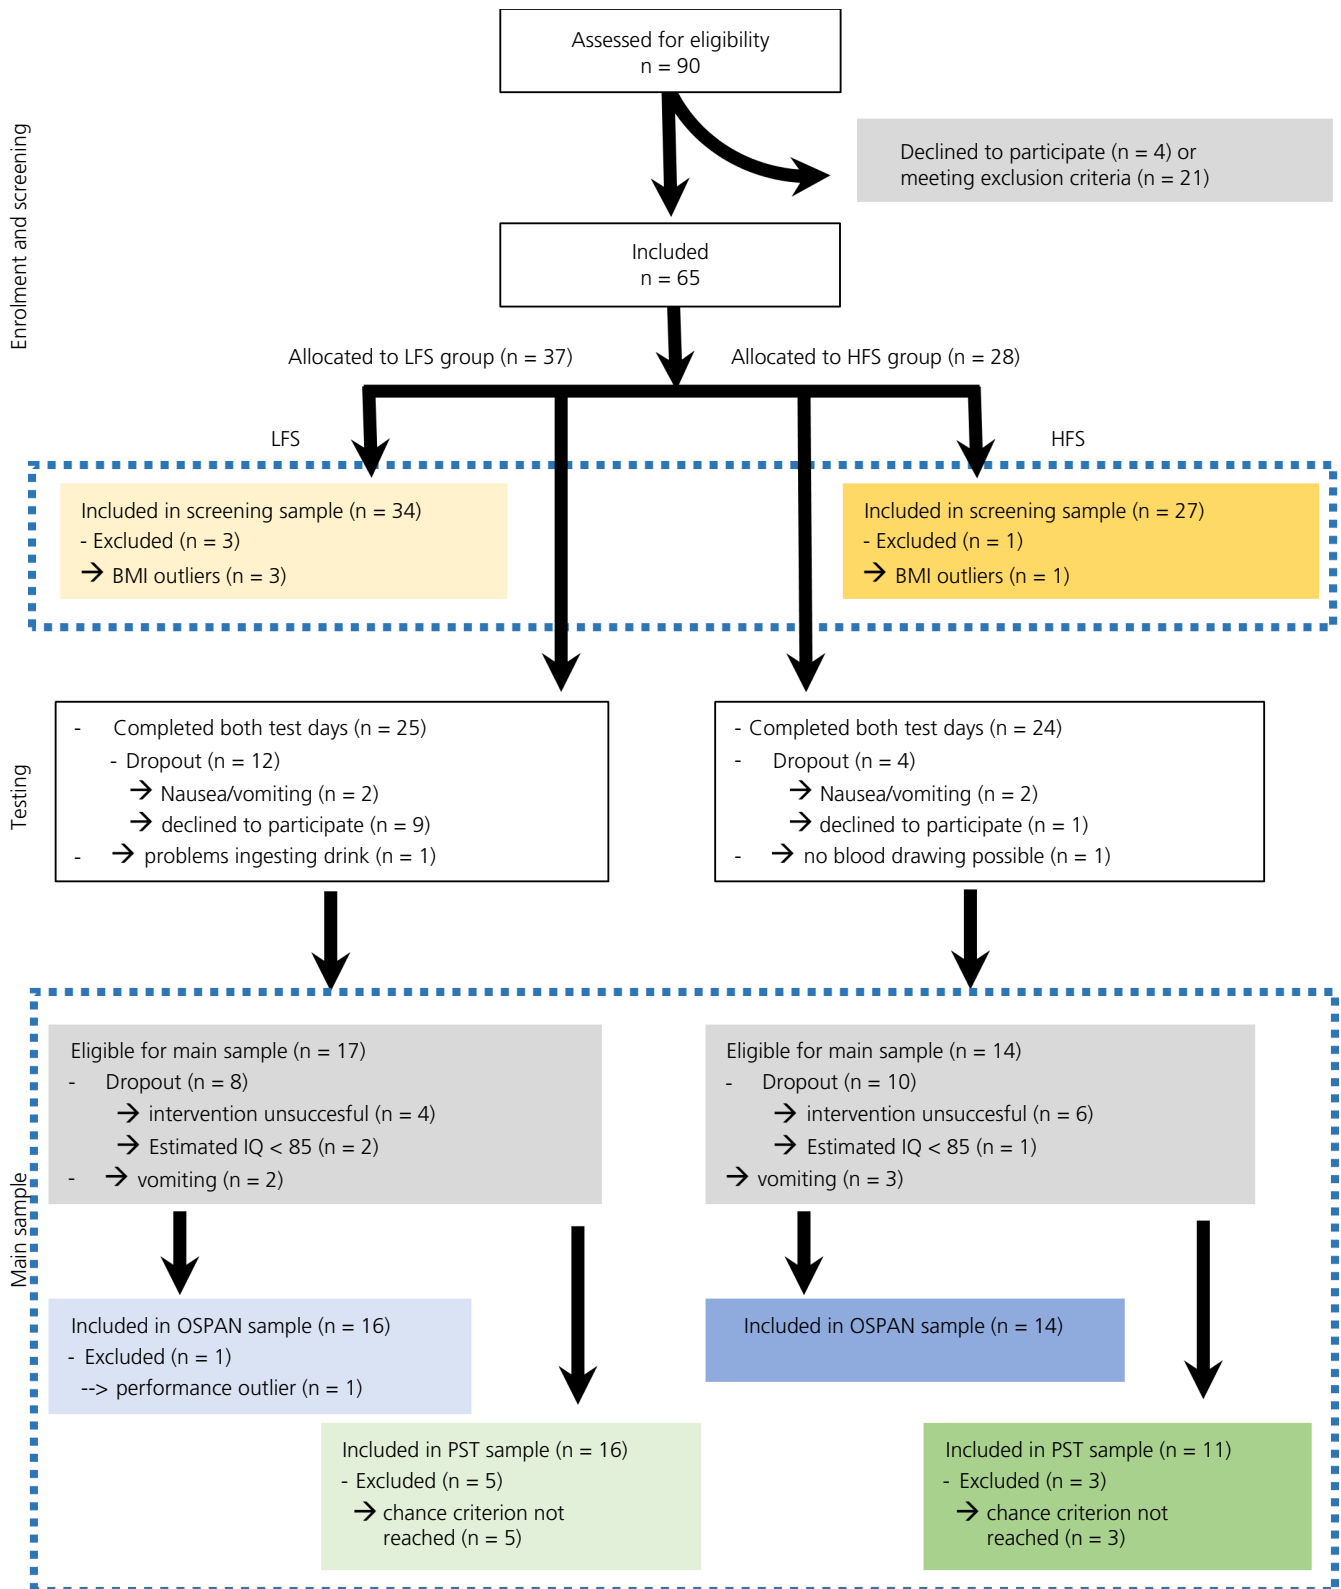 Assessed for eligibility
n = 90
Enrolment and screening
Declined to participate (n = 4) or
meeting exclusion criteria (n = 21)
Included
n = 65
Allocated to LFS group (n = 37)
Allocated to HFS group (n = 28)
LFS
HFS
Included in screening sample (n = 34)
- Excluded (n = 3)
→ BMI outliers (n = 3)
Included in screening sample (n = 27)
- Excluded (n = 1)
→ BMI outliers (n = 1)
Testing
- Completed both test days (n = 25)
- Dropout (n = 12)
→ Nausea/vomiting (n = 2)
→ declined to participate (n = 9)
- → problems ingesting drink (n = 1)
- Completed both test days (n = 24)
- Dropout (n = 4)
→ Nausea/vomiting (n = 2)
→ declined to participate (n = 1)
- → no blood drawing possible (n = 1)
Main sample
Eligible for main sample (n = 17)
- Dropout (n = 8)
→ intervention unsuccesful (n = 4)
→ Estimated IQ < 85 (n = 2)
- → vomiting (n = 2)
Eligible for main sample (n = 14)
- Dropout (n = 10)
→ intervention unsuccesful (n = 6)
→ Estimated IQ < 85 (n = 1)
→ vomiting (n = 3)
Included in OSPAN sample (n = 16)
- Excluded (n = 1)
--> performance outlier (n = 1)
Included in OSPAN sample (n = 14)
Included in PST sample (n = 16)
- Excluded (n = 5)
→ chance criterion not
reached (n = 5)
Included in PST sample (n = 11)
- Excluded (n = 3)
→ chance criterion not
reached (n = 3)